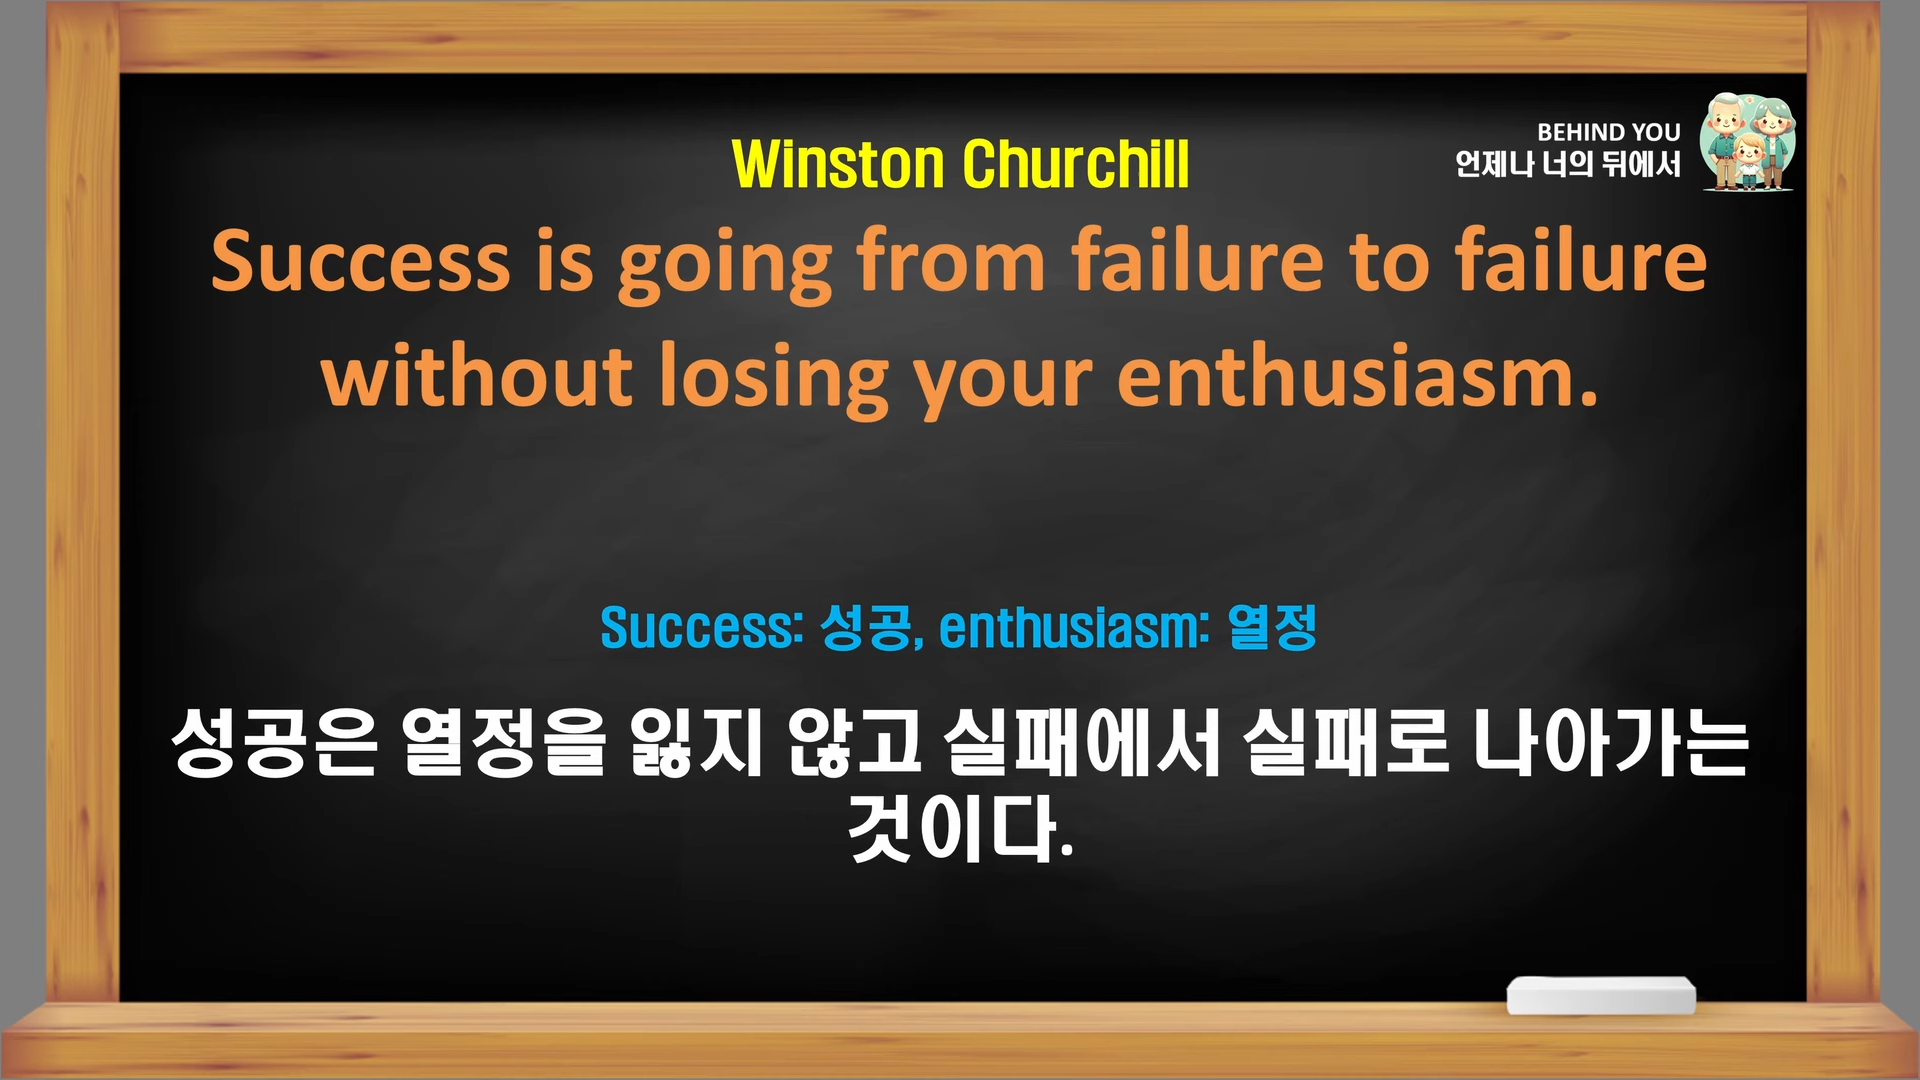 BEHIND YOU
언제나 너의 뒤에서
Winston Churchill
Success is going from failure to failure
without losing your enthusiasm.
Success: 성공, enthusiasm: 열정
성공은 열정을 잃지 않고 실패에서 실패로 나아가는
것이다.